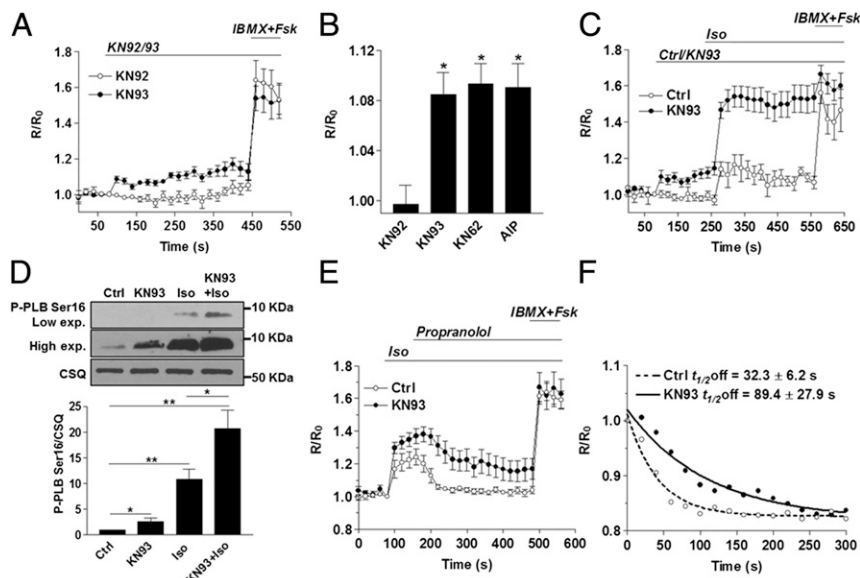 A
IBMX+Fsk
KN92/93
KN92
KN93
R/R0
1.8
1.6
1.4
1.2
1.0
50 150 250 350 450 550
Time (s)
B
R/R0
1.12
1.08
1.04
1.00
* * *
KN92 KN93 KN62 AIP
C
IBMX+Fsk
Iso
Ctrl/KN93
Ctrl
KN93
R/R0
1.8
1.6
1.4
1.2
1.0
50 150 250 350 450 550 650
Time (s)
D
KN93
Ctrl KN93 Iso +Iso
P-PLB Ser16
Low exp.
10 KDa
High exp.
10 KDa
CSQ
50 KDa
P-PLB Ser16/CSQ
25
20
15
10
5
0
*
**
**
*
Ctrl KN93 Iso KN93+Iso
E
IBMX+Fsk
Propranolol
Iso
Ctrl
KN93
R/R0
1.8
1.6
1.4
1.2
1.0
0.8
0 100 200 300 400 500 600
Time (s)
F
Ctrl t1/2off = 32.3 ± 6.2 s
KN93 t1/2off = 89.4 ± 27.9 s
R/R0
1.1
1.0
0.9
0.8
0 50 100 150 200 250 300
Time (s)